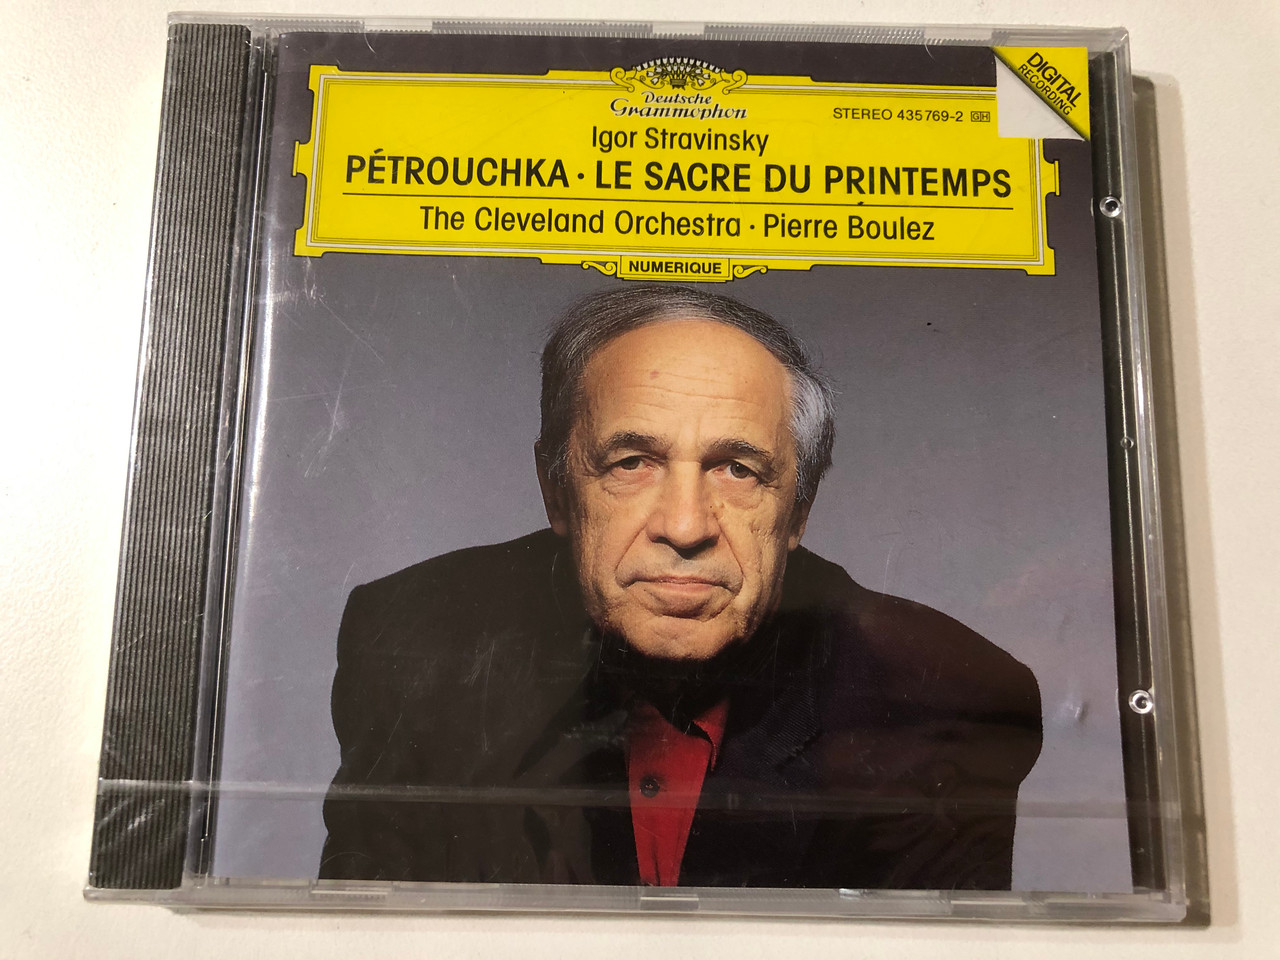 DIGITAL
RECORDING
Deutsche
Grammophon
STEREO 435 769-2 GH
Igor Stravinsky
PÉTROUCHKA · LE SACRE DU PRINTEMPS
The Cleveland Orchestra · Pierre Boulez
NUMERIQUE